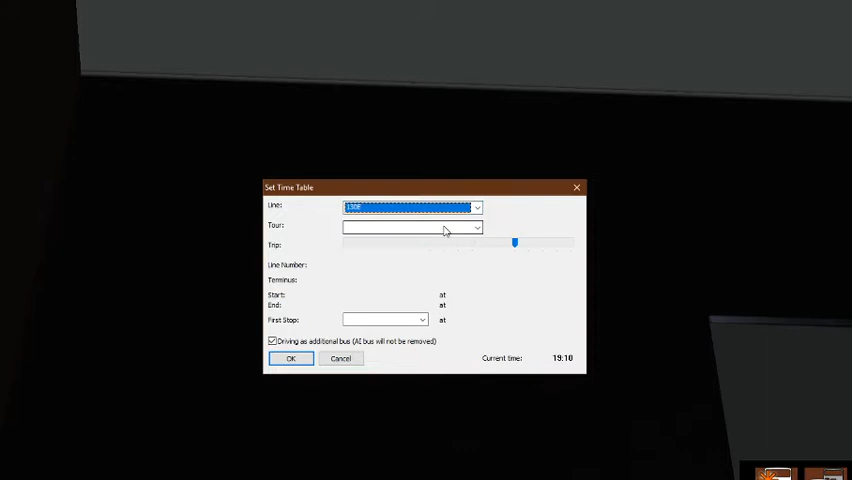 Set Time Table
Line: 130E
Tour:
Trip:
Line Number:
Terminus:
Start: at
End: at
First Stop: at
Driving as additional bus (AI bus will not be removed)
OK Cancel Current time: 19:10